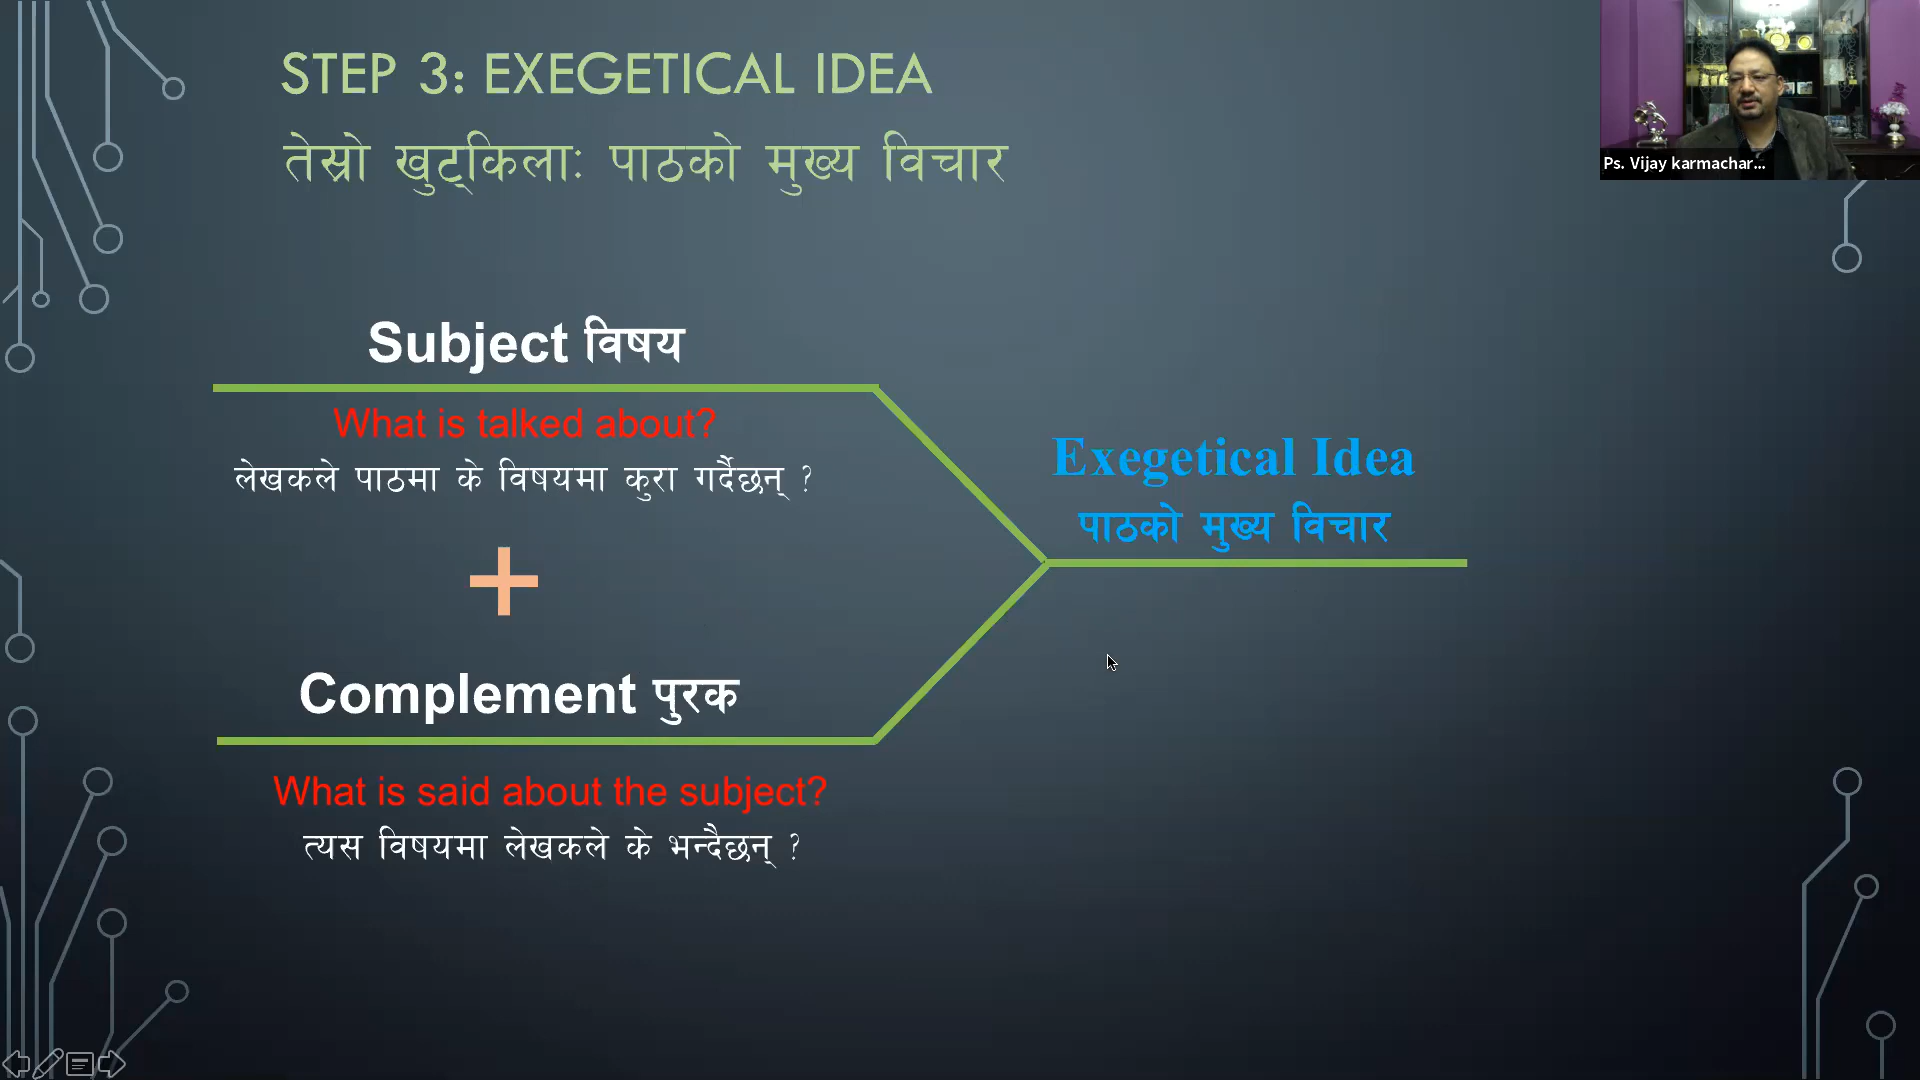 STEP 3: EXEGETICAL IDEA
तेस्रो खुट्किलाः पाठको मुख्य विचार
Ps. Vijay karmachar...
Subject विषय
What is talked about?
लेखकले पाठमा के विषयमा कुरा गर्दैछन् ?
+
Exegetical Idea
पाठको मुख्य विचार
Complement पुरक
What is said about the subject?
त्यस विषयमा लेखकले के भन्दैछन् ?